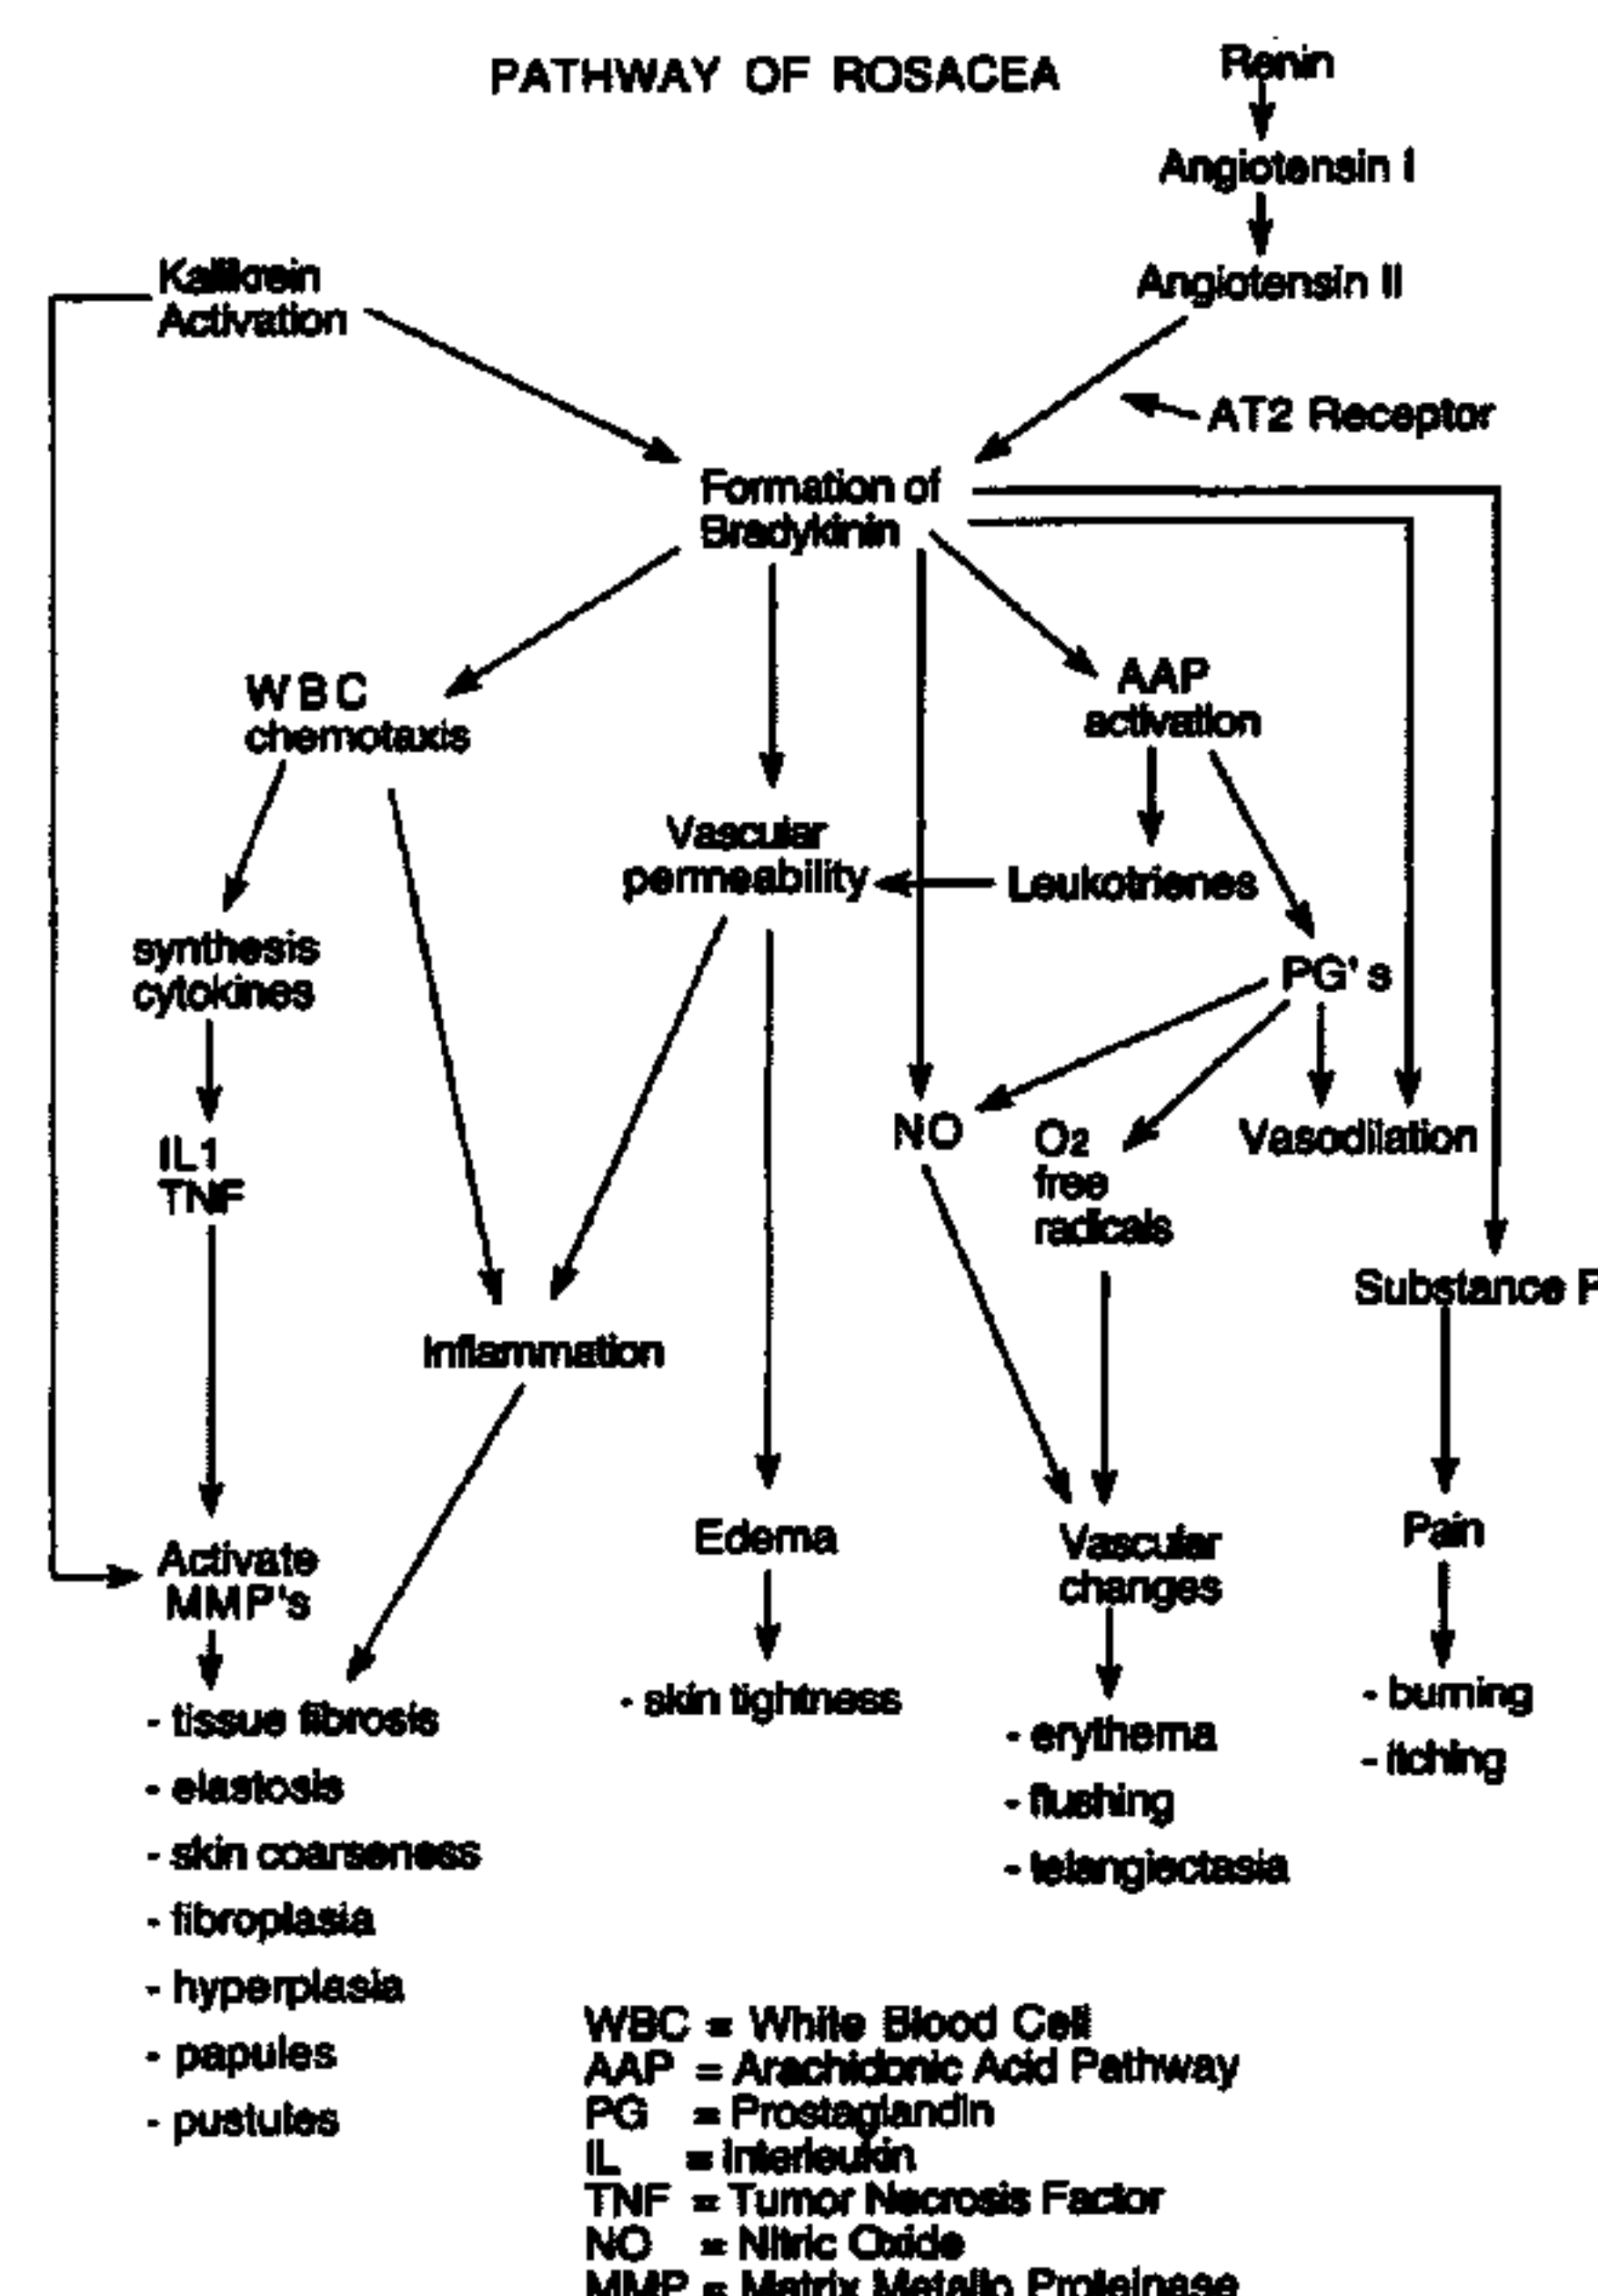 PATHWAY OF ROSACEA
Renin
Angiotensin I
Angiotensin II
Kallikrein
Activation
AT2 Receptor
Formation of
Bradykinin
WBC
chemotaxis
AAP
activation
Vascular
permeability
Leukotrienes
synthesis
cytokines
PG's
IL1
TNF
NO
O2
free
radicals
Vasodilation
Substance P
Inflammation
Activate
MMP's
Edema
Vascular
changes
Pain
- tissue fibrosis
- elastosis
- skin coarseness
- fibroplasia
- hyperplasia
- papules
- pustules
- skin tightness
- erythema
- flushing
- telangiectasia
- burning
- itching
WBC = White Blood Cell
AAP = Arachidonic Acid Pathway
PG = Prostaglandin
IL = Interleukin
TNF = Tumor Necrosis Factor
NO = Nitric Oxide
MMP = Matrix Metallo Proteinase